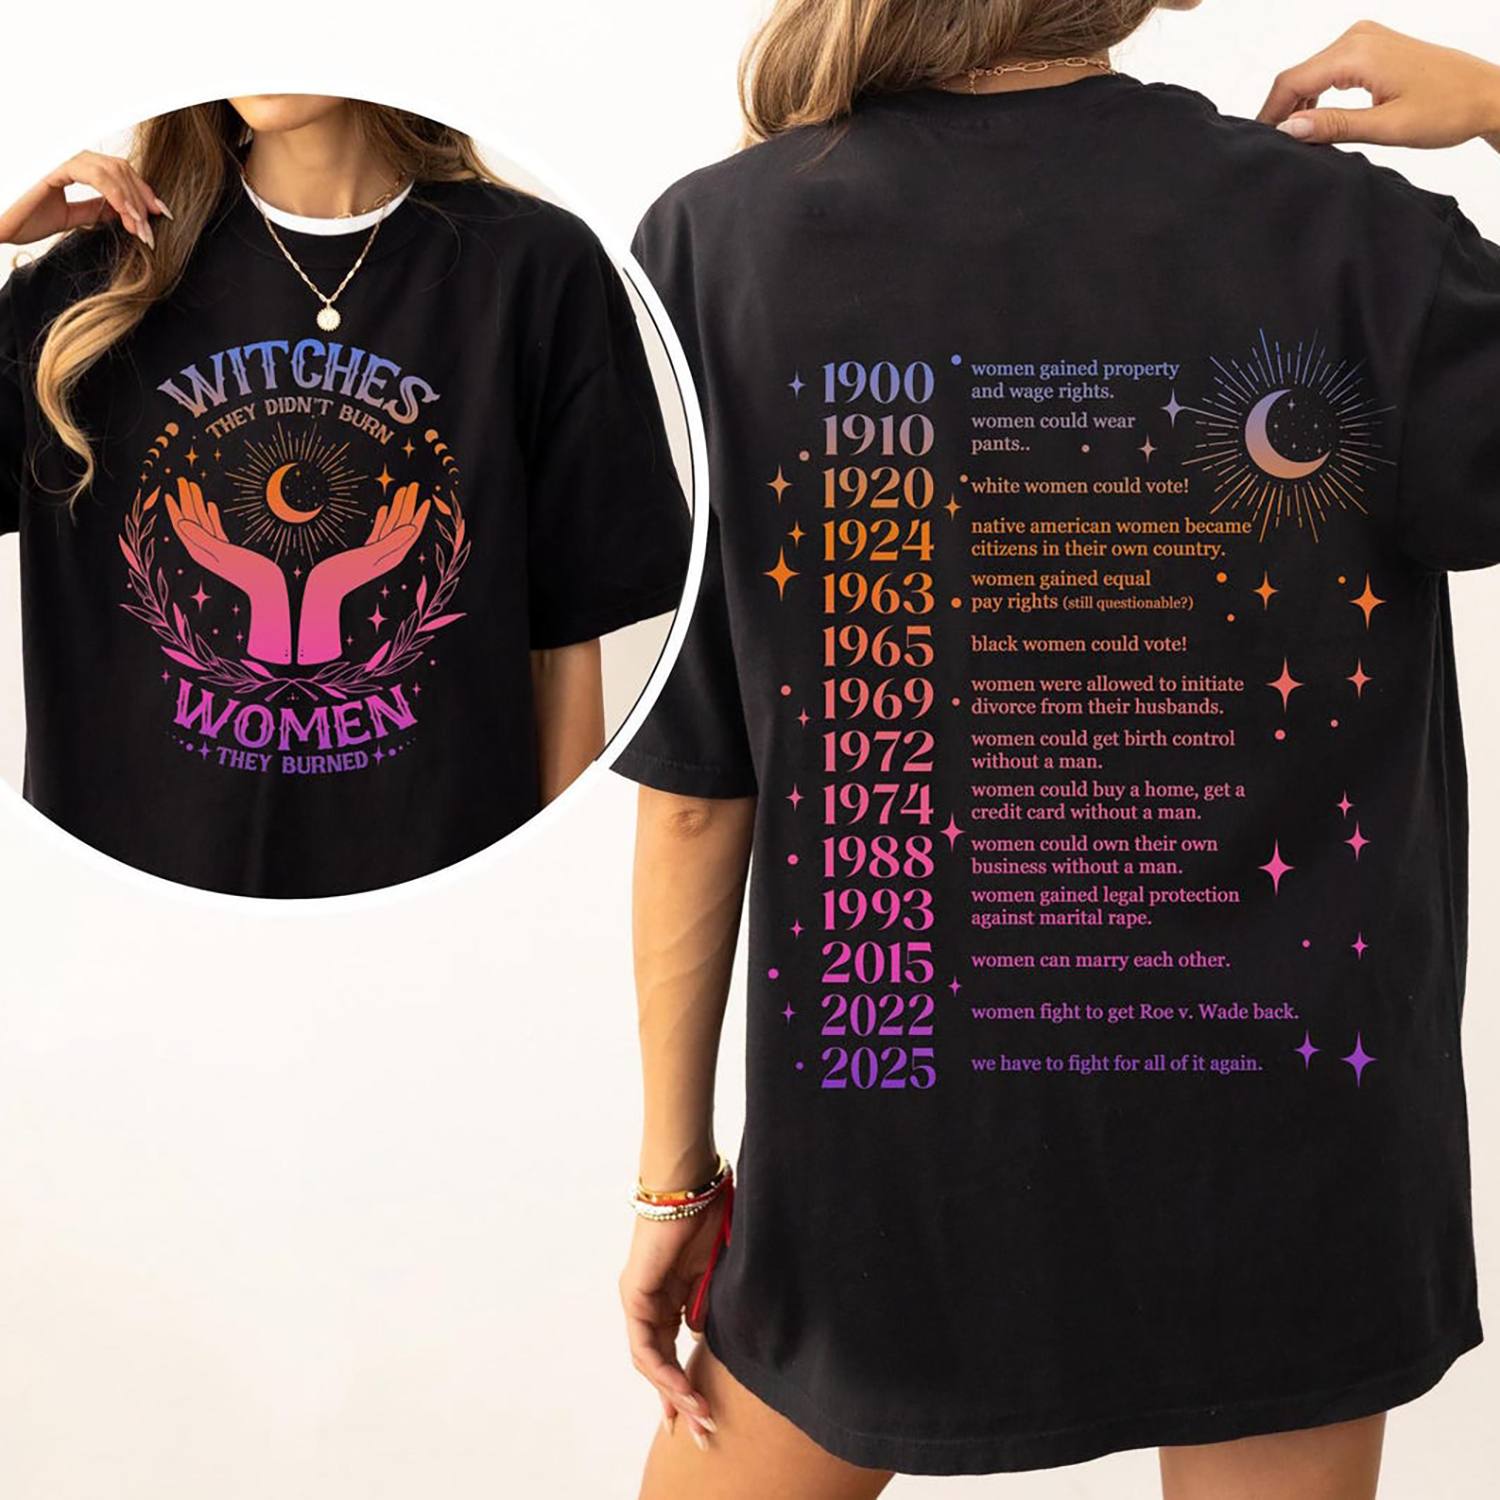 WITCHES
THEY DIDN'T BURN
WOMEN
THEY BURNED
1900 women gained property
and wage rights.
1910 women could wear
pants..
1920 white women could vote!
1924 native american women became
citizens in their own country.
1963 women gained equal
pay rights (still questionable?)
1965 black women could vote!
1969 women were allowed to initiate
divorce from their husbands.
1972 women could get birth control
without a man.
1974 women could buy a home, get a
credit card without a man.
1988 women could own their own
business without a man.
1993 women gained legal protection
against marital rape.
2015 women can marry each other.
2022 women fight to get Roe v. Wade back.
2025 we have to fight for all of it again.